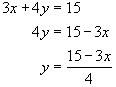 3x + 4y = 15
4y = 15 − 3x
y = (15 − 3x)/4